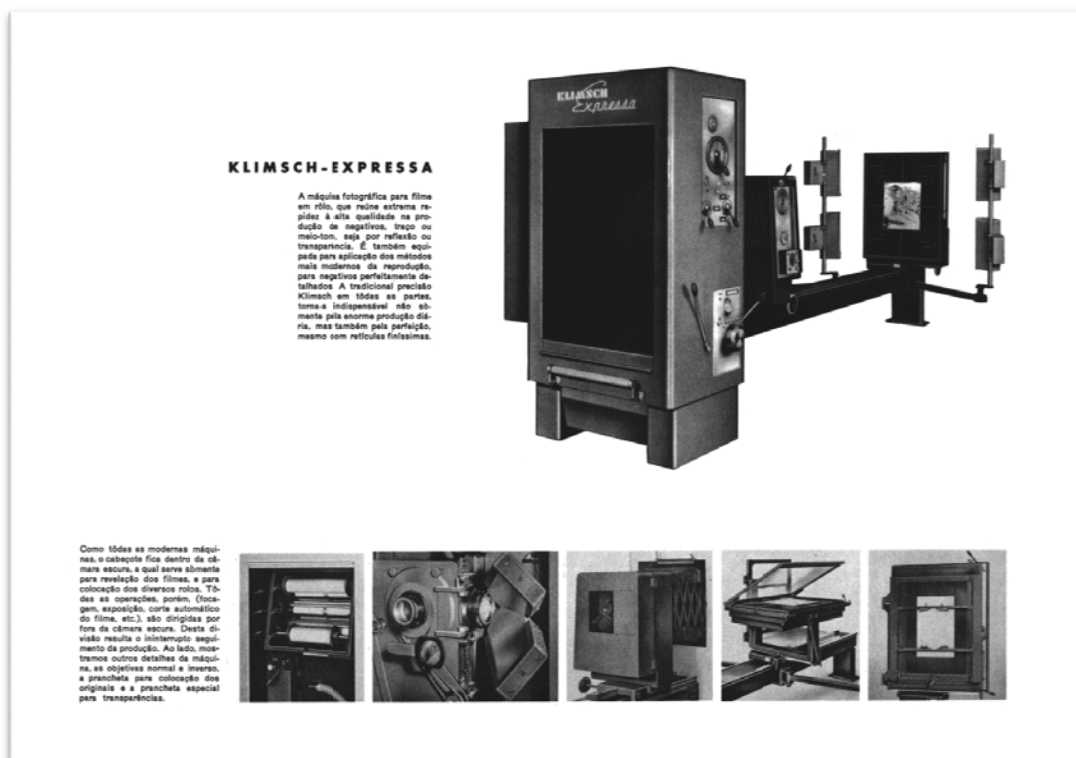 KLIMSCH
Expressa
KLIMSCH-EXPRESSA
A máquina fotográfica para filme
em rôlo, que reúne extrema ra-
pidez à alta qualidade na pro-
dução de negativos, traço ou
meio-tom, seja por reflexão ou
transparência. É também equi-
pada para aplicação dos métodos
mais modernos da reprodução,
para negativos perfeitamente de-
talhados A tradicional precisão
Klimsch em tôdas as partes,
torna-a indispensável não sò-
mente pela enorme produção diá-
ria, mas também pela perfeição,
mesmo com retículas finíssimas.
Como tôdas as modernas máqui-
nas, o cabeçote fica dentro da câ-
mara escura, a qual serve sòmente
para revelação dos filmes, e para
colocação dos diversos rolos. Tô-
das as operações, porém, (foca-
gem, exposição, corte automático
do filme, etc.), são dirigidas por
fora da câmara escura. Desta di-
visão resulta o ininterrupto segui-
mento da produção. Ao lado, mos-
tramos outros detalhes da máqui-
na, as objetivas normal e inverso,
a prancheta para colocação dos
originais e a prancheta especial
para transparências.